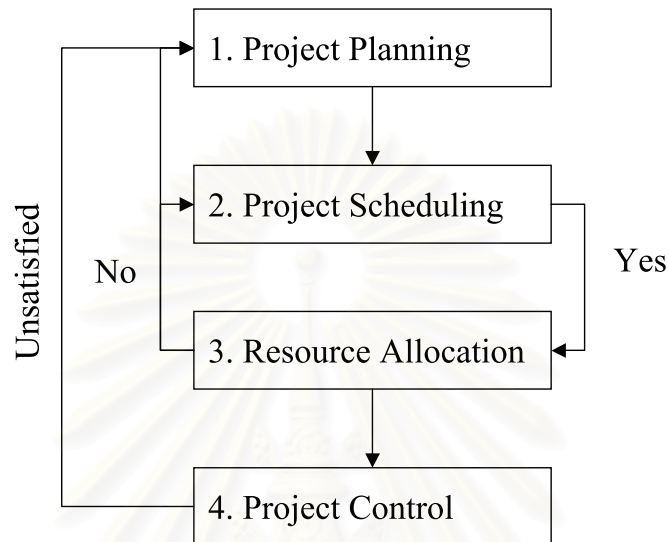 1. Project Planning
2. Project Scheduling
Unsatisfied
No
Yes
3. Resource Allocation
4. Project Control